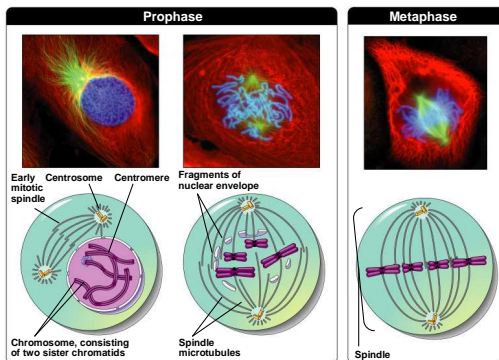 Prophase
Metaphase
Early
mitotic
spindle
Centrosome
Centromere
Fragments of
nuclear envelope
Chromosome, consisting
of two sister chromatids
Spindle
microtubules
Spindle